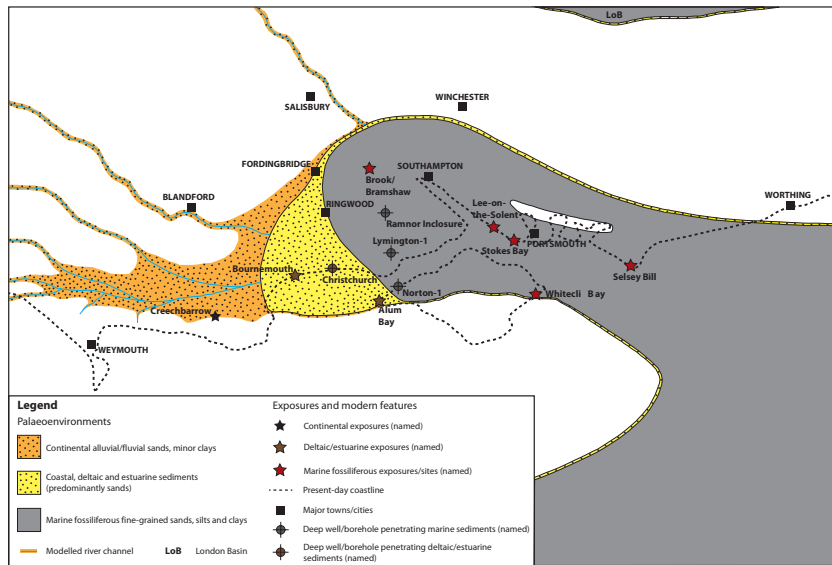 LoB
WINCHESTER
SALISBURY
FORDINGBRIDGE
SOUTHAMPTON
Brook/
Bramshaw
BLANDFORD
RINGWOOD
Ramnor Inclosure
Lee-on-
the-Solent
WORTHING
Lymington-1
PORTSMOUTH
Stokes Bay
Bournemouth
Christchurch
Selsey Bill
Norton-1
Whitecli B ay
Creechbarrow
Alum
Bay
WEYMOUTH
Legend
Palaeoenvironments
Continental alluvial/fluvial sands, minor clays
Coastal, deltaic and estuarine sediments
(predominantly sands)
Marine fossiliferous fine-grained sands, silts and clays
Modelled river channel
LoB London Basin
Exposures and modern features
Continental exposures (named)
Deltaic/estuarine exposures (named)
Marine fossiliferous exposures/sites (named)
Present-day coastline
Major towns/cities
Deep well/borehole penetrating marine sediments (named)
Deep well/borehole penetrating deltaic/estuarine
sediments (named)